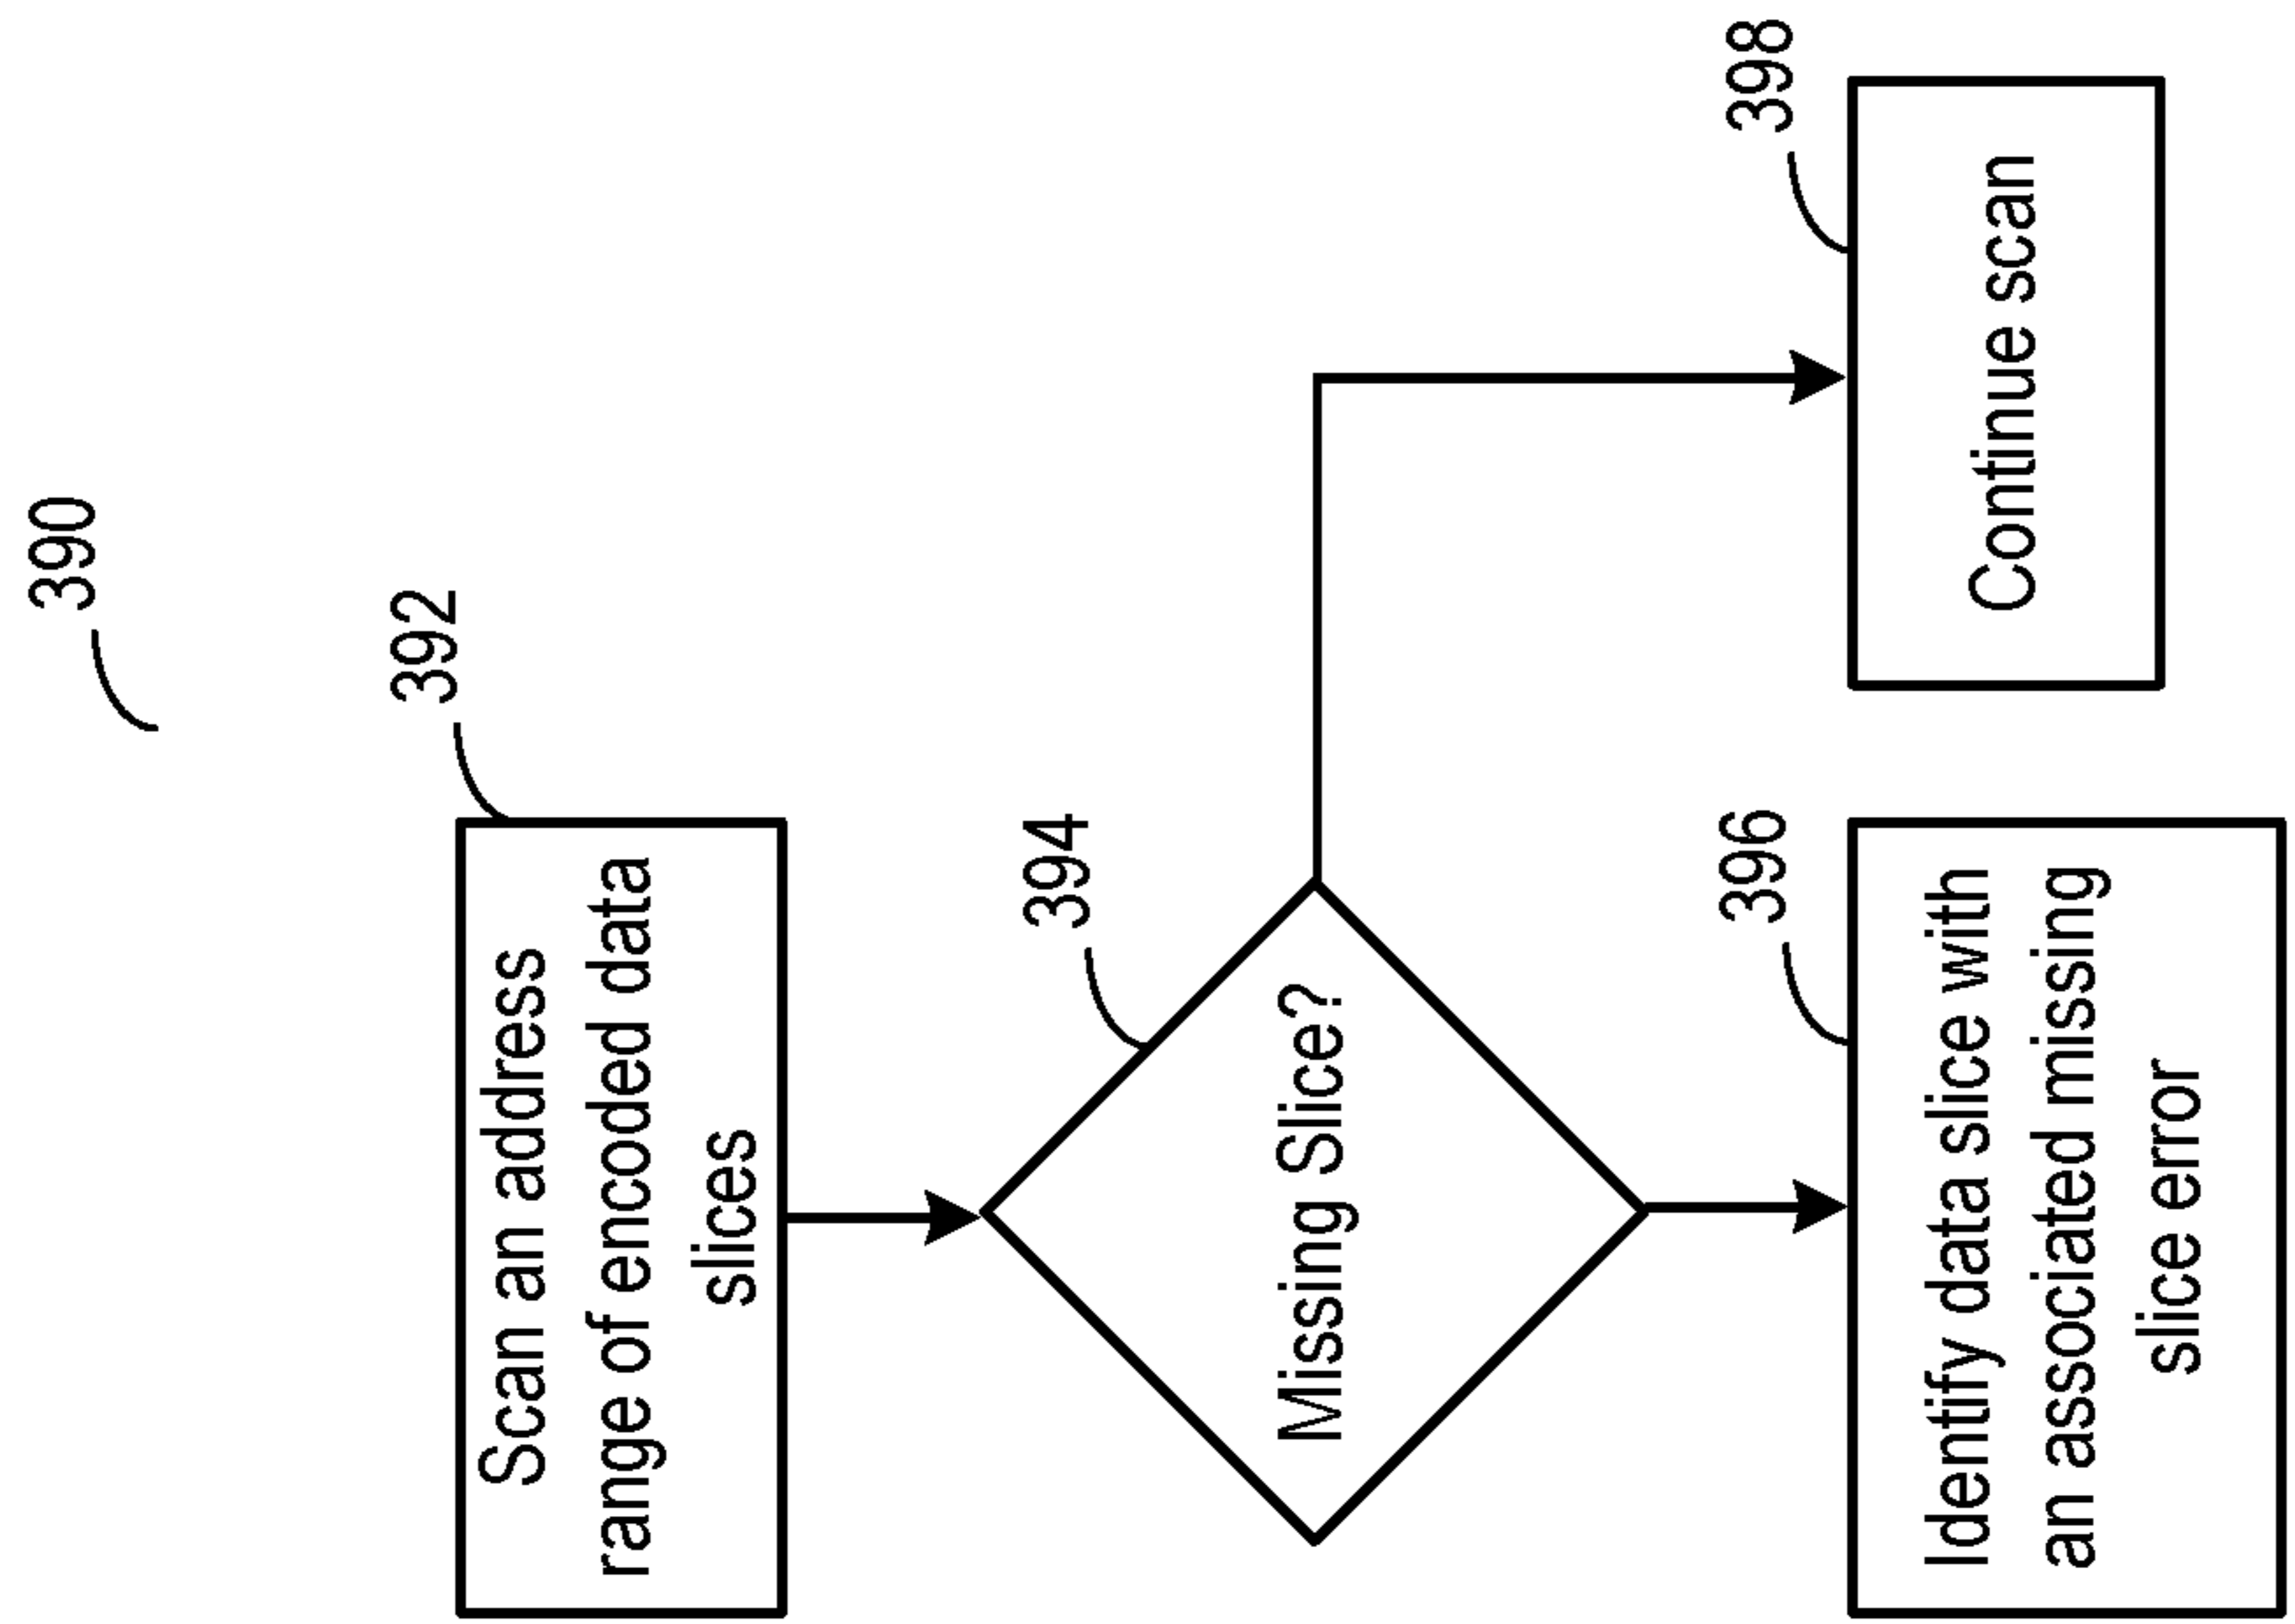 390
392
Scan an address
range of encoded data
slices
394
Missing Slice?
396
Identify data slice with
an associated missing
slice error
398
Continue scan